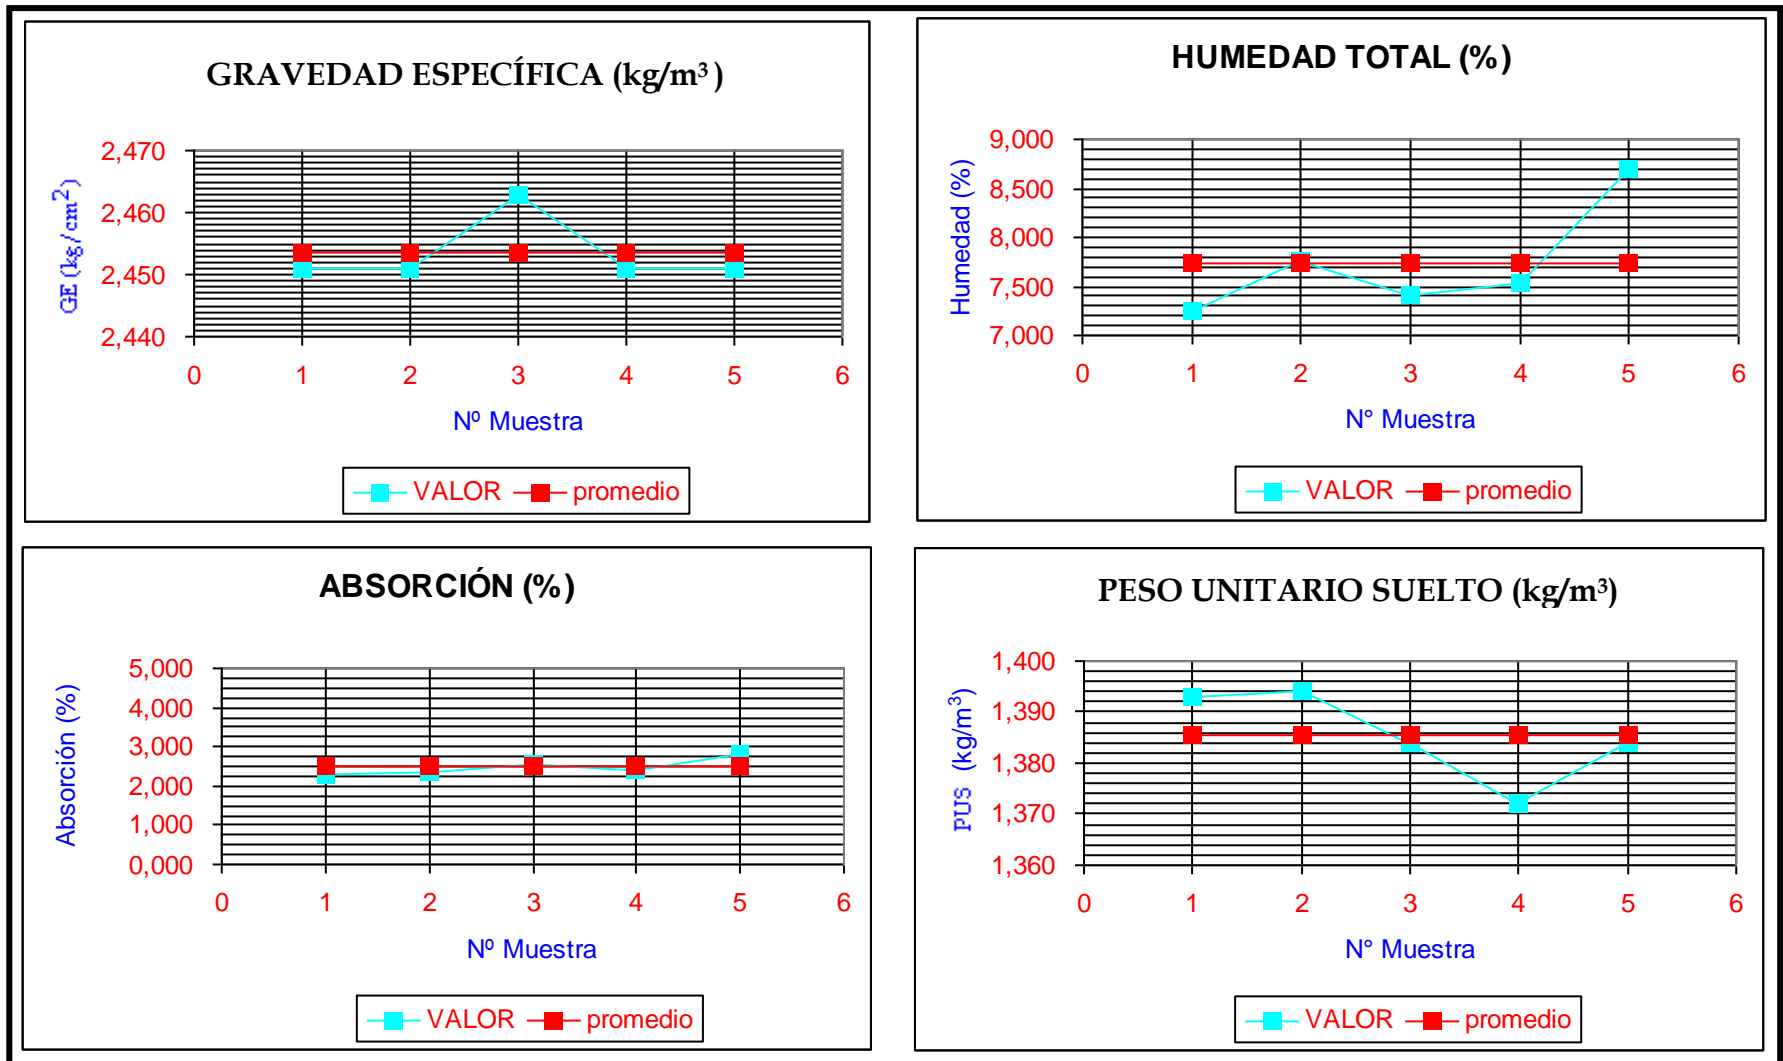 GRAVEDAD ESPECÍFICA (kg/m³)
GE (kg/cm²)
2,470
2,460
2,450
2,440
0 1 2 3 4 5 6
Nº Muestra
VALOR promedio
HUMEDAD TOTAL (%)
Humedad (%)
9,000
8,500
8,000
7,500
7,000
0 1 2 3 4 5 6
N° Muestra
VALOR promedio
ABSORCIÓN (%)
Absorción (%)
5,000
4,000
3,000
2,000
1,000
0,000
0 1 2 3 4 5 6
Nº Muestra
VALOR promedio
PESO UNITARIO SUELTO (kg/m³)
PUS (kg/m³)
1,400
1,390
1,380
1,370
1,360
0 1 2 3 4 5 6
N° Muestra
VALOR promedio